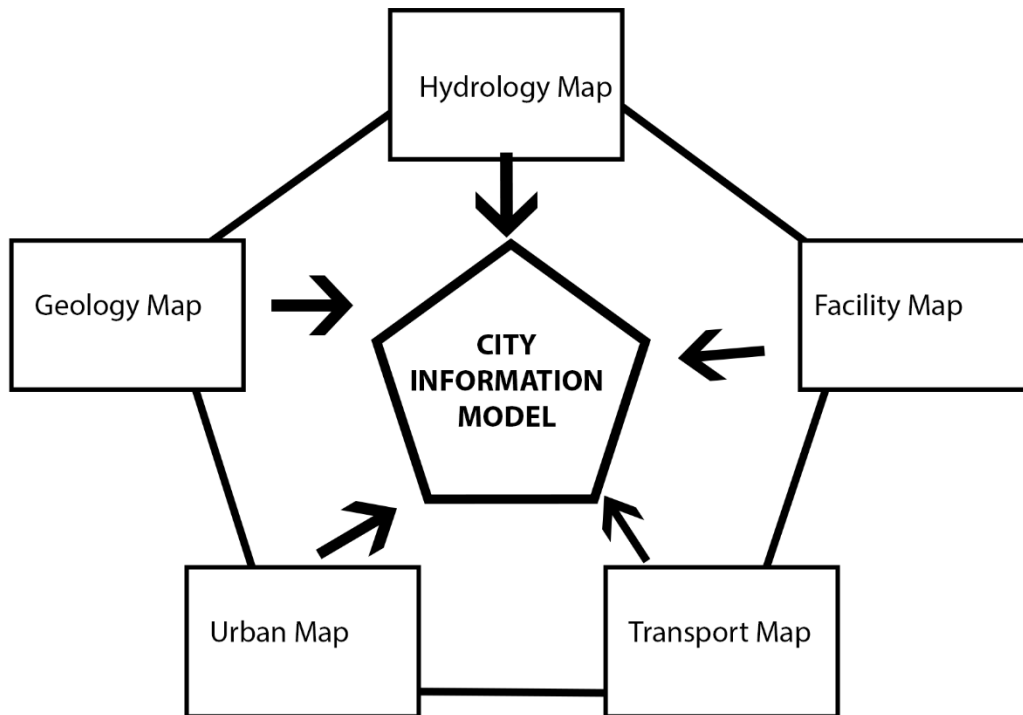 Hydrology Map
Geology Map
Facility Map
CITY
INFORMATION
MODEL
Urban Map
Transport Map